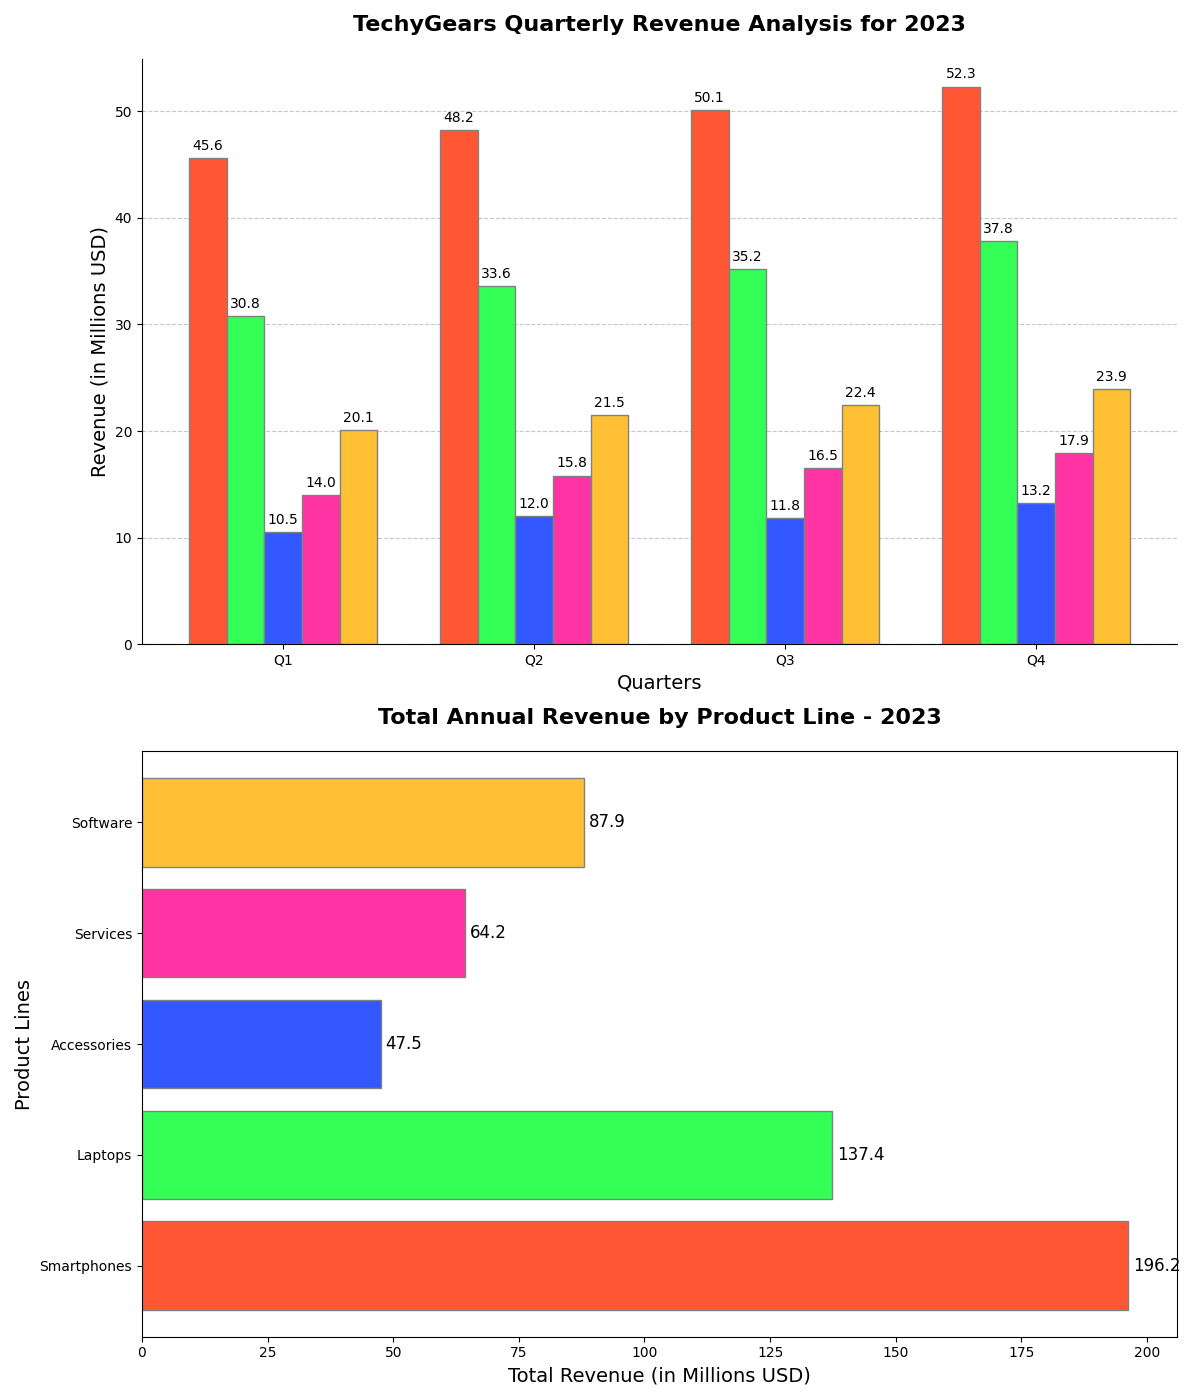 TechyGears Quarterly Revenue Analysis for 2023
Revenue (in Millions USD)
50
40
30
20
10
0
45.6
30.8
10.5
14.0
20.1
48.2
33.6
12.0
15.8
21.5
50.1
35.2
11.8
16.5
22.4
52.3
37.8
13.2
17.9
23.9
Q1 Q2 Q3 Q4
Quarters
Total Annual Revenue by Product Line - 2023
Product Lines
Software 87.9
Services 64.2
Accessories 47.5
Laptops 137.4
Smartphones 196.2
0 25 50 75 100 125 150 175 200
Total Revenue (in Millions USD)